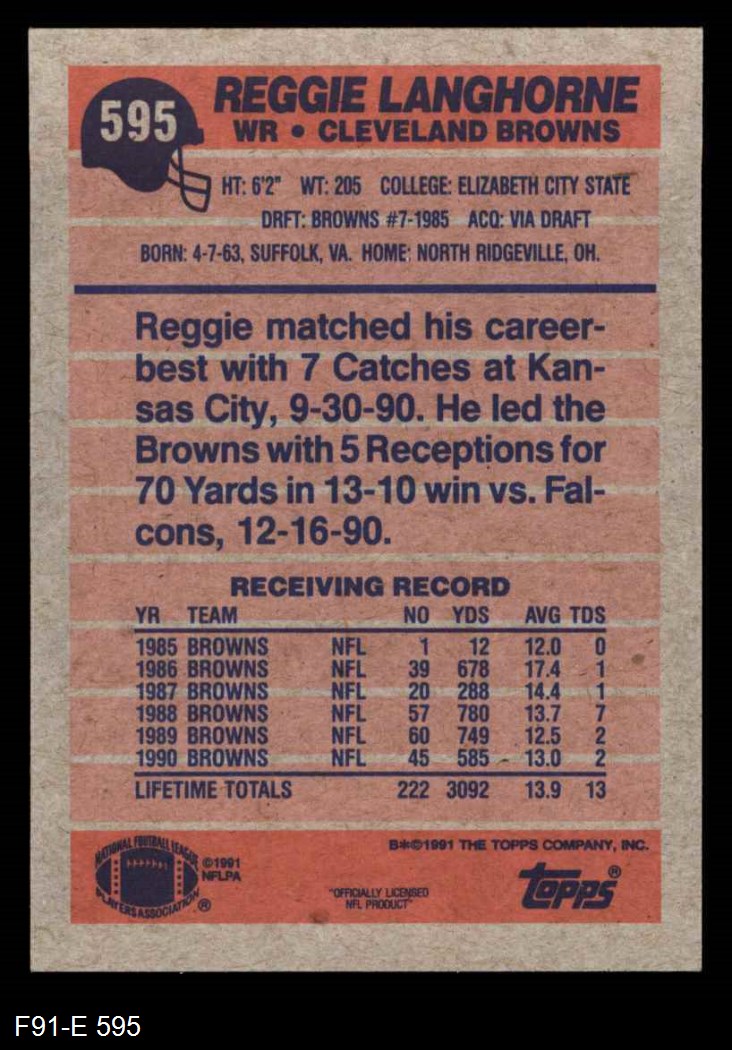 595
REGGIE LANGHORNE
WR • CLEVELAND BROWNS
HT: 6'2" WT: 205 COLLEGE: ELIZABETH CITY STATE
DRFT: BROWNS #7-1985 ACQ: VIA DRAFT
BORN: 4-7-63, SUFFOLK, VA. HOME: NORTH RIDGEVILLE, OH.
Reggie matched his career-
best with 7 Catches at Kan-
sas City, 9-30-90. He led the
Browns with 5 Receptions for
70 Yards in 13-10 win vs. Fal-
cons, 12-16-90.
RECEIVING RECORD
YR TEAM NO YDS AVG TDS
1985 BROWNS NFL 1 12 12.0 0
1986 BROWNS NFL 39 678 17.4 1
1987 BROWNS NFL 20 288 14.4 1
1988 BROWNS NFL 57 780 13.7 7
1989 BROWNS NFL 60 749 12.5 2
1990 BROWNS NFL 45 585 13.0 2
LIFETIME TOTALS 222 3092 13.9 13
NATIONAL FOOTBALL LEAGUE
PLAYERS ASSOCIATION ®
©1991
NFLPA
B*©1991 THE TOPPS COMPANY, INC.
"OFFICIALLY LICENSED
NFL PRODUCT"
topps®
F91-E 595